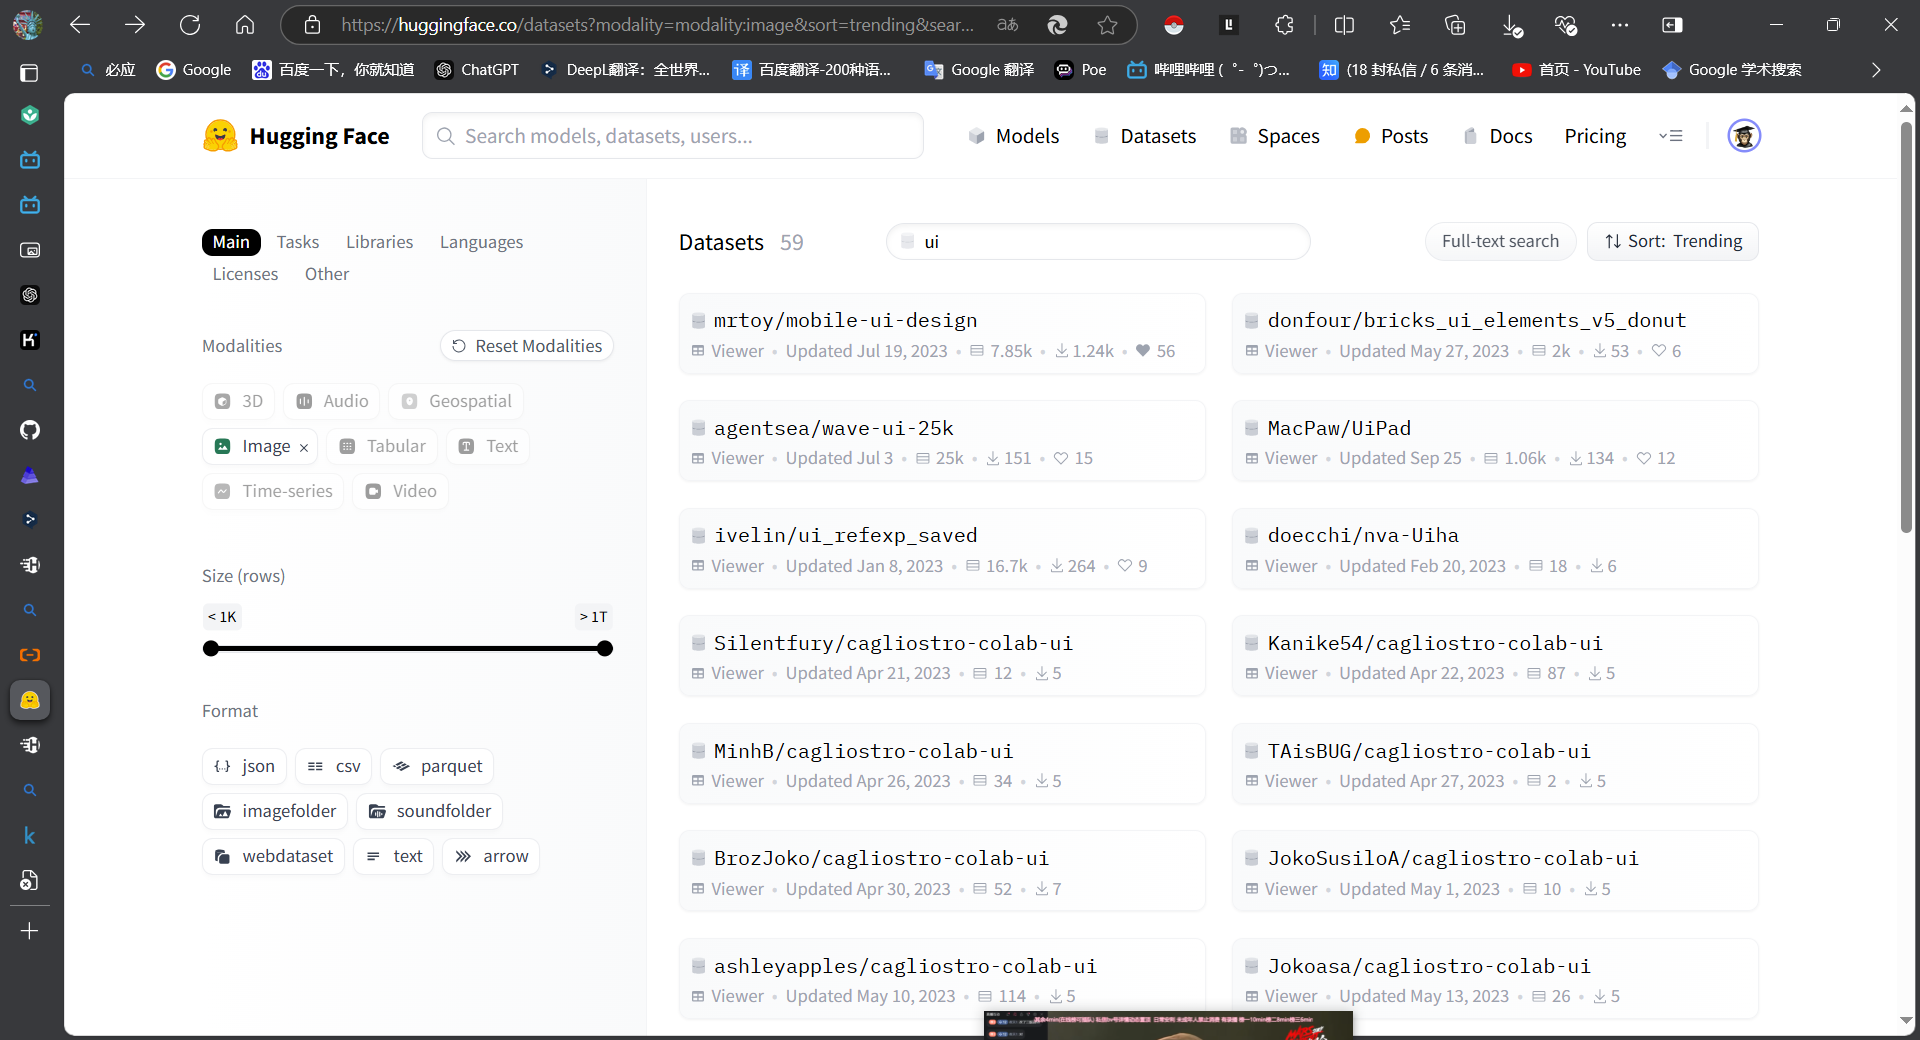 https://huggingface.co/datasets?modality=modality:image&sort=trending&sear...
必应
Google
百度一下，你就知道
ChatGPT
DeepL翻译：全世界...
百度翻译-200种语...
Google 翻译
Poe
哔哩哔哩 (゜-゜)つ...
(18 封私信 / 6 条消...
首页 - YouTube
Google 学术搜索
Hugging Face
Search models, datasets, users...
Models
Datasets
Spaces
Posts
Docs
Pricing
Main
Tasks
Libraries
Languages
Licenses
Other
Modalities
Reset Modalities
3D
Audio
Geospatial
Image ×
Tabular
Text
Time-series
Video
Size (rows)
< 1K
> 1T
Format
json
csv
parquet
imagefolder
soundfolder
webdataset
text
arrow
Datasets 59
ui
Full-text search
Sort: Trending
mrtoy/mobile-ui-design
Viewer • Updated Jul 19, 2023 • 7.85k • 1.24k • 56
donfour/bricks_ui_elements_v5_donut
Viewer • Updated May 27, 2023 • 2k • 53 • 6
agentsea/wave-ui-25k
Viewer • Updated Jul 3 • 25k • 151 • 15
MacPaw/UiPad
Viewer • Updated Sep 25 • 1.06k • 134 • 12
ivelin/ui_refexp_saved
Viewer • Updated Jan 8, 2023 • 16.7k • 264 • 9
doecchi/nva-Uiha
Viewer • Updated Feb 20, 2023 • 18 • 6
Silentfury/cagliostro-colab-ui
Viewer • Updated Apr 21, 2023 • 12 • 5
Kanike54/cagliostro-colab-ui
Viewer • Updated Apr 22, 2023 • 87 • 5
MinhB/cagliostro-colab-ui
Viewer • Updated Apr 26, 2023 • 34 • 5
TAisBUG/cagliostro-colab-ui
Viewer • Updated Apr 27, 2023 • 2 • 5
BrozJoko/cagliostro-colab-ui
Viewer • Updated Apr 30, 2023 • 52 • 7
JokoSusiloA/cagliostro-colab-ui
Viewer • Updated May 1, 2023 • 10 • 5
ashleyapples/cagliostro-colab-ui
Viewer • Updated May 10, 2023 • 114 • 5
Jokoasa/cagliostro-colab-ui
Viewer • Updated May 13, 2023 • 26 • 5